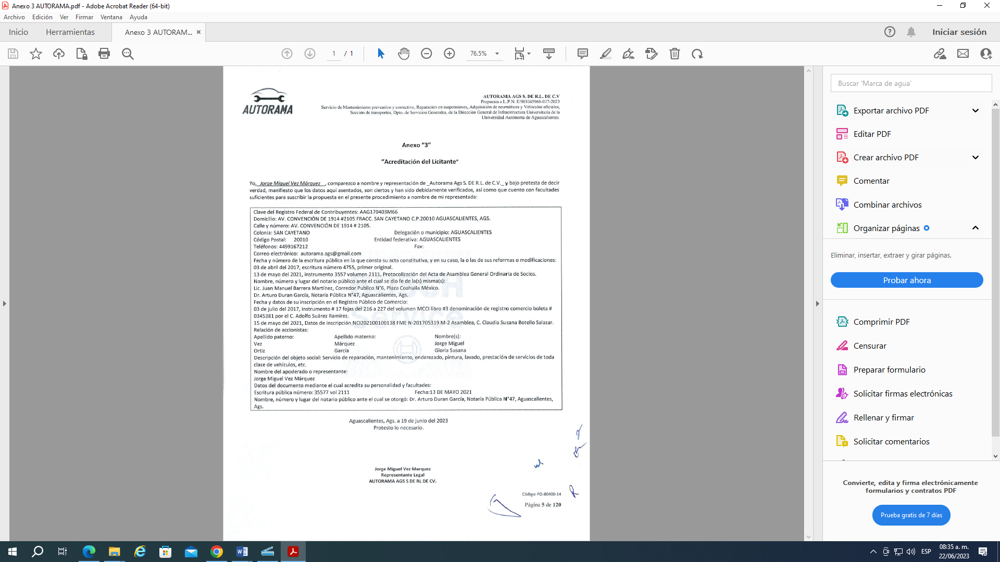 Anexo 3 AUTORAMA.pdf - Adobe Acrobat Reader (64-bit)
Archivo Edición Ver Firmar Ventana Ayuda
Inicio Herramientas Anexo 3 AUTORAM... × Iniciar sesión
1 / 1 76.5%
AUTORAMA
AUTORAMA AGS S. DE R.L. DE C.V
Propuesta a L.P.N. E/901045968-017-2023
Servicio de Mantenimiento preventivo y correctivo, Reparación en suspensiones, Adquisición de neumáticos y Vehículos oficiales,
Sección de transportes, Dpto. de Servicios Generales, de la Dirección General de Infraestructura Universitaria de la
Universidad Autónoma de Aguascalientes.
Anexo “3”
“Acreditación del Licitante”
Yo,_Jorge Miguel Vez Márquez__, comparezco a nombre y representación de _Autorama Ags S. DE R.L. de C.V._ y bajo protesta de decir
verdad, manifiesto que los datos aquí asentados, son ciertos y han sido debidamente verificados, así como que cuento con facultades
suficientes para suscribir la propuesta en el presente procedimiento a nombre de mi representada:
Clave del Registro Federal de Contribuyentes: AAG170403M66
Domicilio: AV. CONVENCIÓN DE 1914 #2105 FRACC. SAN CAYETANO C.P.20010 AGUASCALIENTES, AGS.
Calle y número: AV. CONVENCIÓN DE 1914 # 2105.
Colonia: SAN CAYETANO Delegación o municipio: AGUASCALIENTES
Código Postal: 20010 Entidad federativa: AGUASCALIENTES
Teléfonos: 4499167212 Fax:
Correo electrónico: autorama.ags@gmail.com
Fecha y número de la escritura pública en la que consta su acta constitutiva, y en su caso, la o las de sus reformas o modificaciones:
03 de abril del 2017, escritura número 4755, primer original.
13 de mayo del 2021, instrumento 3557 volumen 2111, Protocolización del Acta de Asamblea General Ordinaria de Socios.
Nombre, número y lugar del notario público ante el cual se dio fe de la(s) misma(s):
Lic. Juan Manuel Barrera Martínez, Corredor Publico N°6, Plaza Coahuila México.
Dr. Arturo Duran García, Notaría Pública N°47, Aguascalientes, Ags.
Fecha y datos de su inscripción en el Registro Público de Comercio:
03 de julio del 2017, instrumento # 17 fojas del 216 a 227 del volumen MCCI libro #3 denominación de registro comercio boleta #
0345381 por el C. Adolfo Suárez Ramírez.
15 de mayo del 2021, Datos de inscripción NCI202100100138 FME N-201705319 M-2 Asamblea, C. Claudia Susana Botello Salazar.
Relación de accionistas:
Apellido paterno: Apellido materno: Nombre(s):
Vez Márquez Jorge Miguel
Ortiz García Gloria Susana
Descripción del objeto social: Servicio de reparación, mantenimiento, enderezado, pintura, lavado, prestación de servicios de toda
clase de vehículos, etc.
Nombre del apoderado o representante:
Jorge Miguel Vez Márquez
Datos del documento mediante el cual acredita su personalidad y facultades:
Escritura pública número: 35577 vol 2111 Fecha:13 DE MAYO 2021
Nombre, número y lugar del notario público ante el cual se otorgó: Dr. Arturo Duran García, Notaría Pública N°47, Aguascalientes,
Ags.
Service
Aguascalientes, Ags. a 19 de junio del 2023
Protesto lo necesario.
Jorge Miguel Vez Marquez
Representante Legal
AUTORAMA AGS S DE RL DE CV.
Código: FO-80400-14
Página 5 de 120
Buscar 'Marca de agua'
Exportar archivo PDF
Editar PDF
Crear archivo PDF
Comentar
Combinar archivos
Organizar páginas
Eliminar, insertar, extraer y girar páginas.
Probar ahora
Comprimir PDF
Censurar
Preparar formulario
Solicitar firmas electrónicas
Rellenar y firmar
Solicitar comentarios
Convierte, edita y firma electrónicamente
formularios y contratos PDF
Prueba gratis de 7 días
ESP
08:35 a. m.
22/06/2023